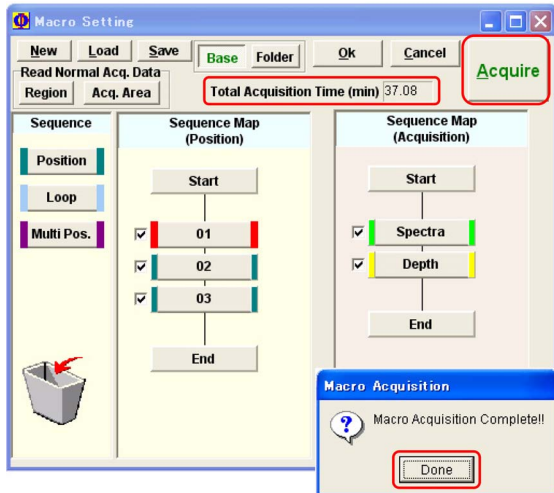 Macro Setting
New Load Save Base Folder Ok Cancel Acquire
Read Normal Acq. Data
Region Acq. Area Total Acquisition Time (min) 37.08
Sequence
Position
Loop
Multi Pos.
Sequence Map
(Position)
Start
01
02
03
End
Sequence Map
(Acquisition)
Start
Spectra
Depth
End
Macro Acquisition
Macro Acquisition Complete!!
Done